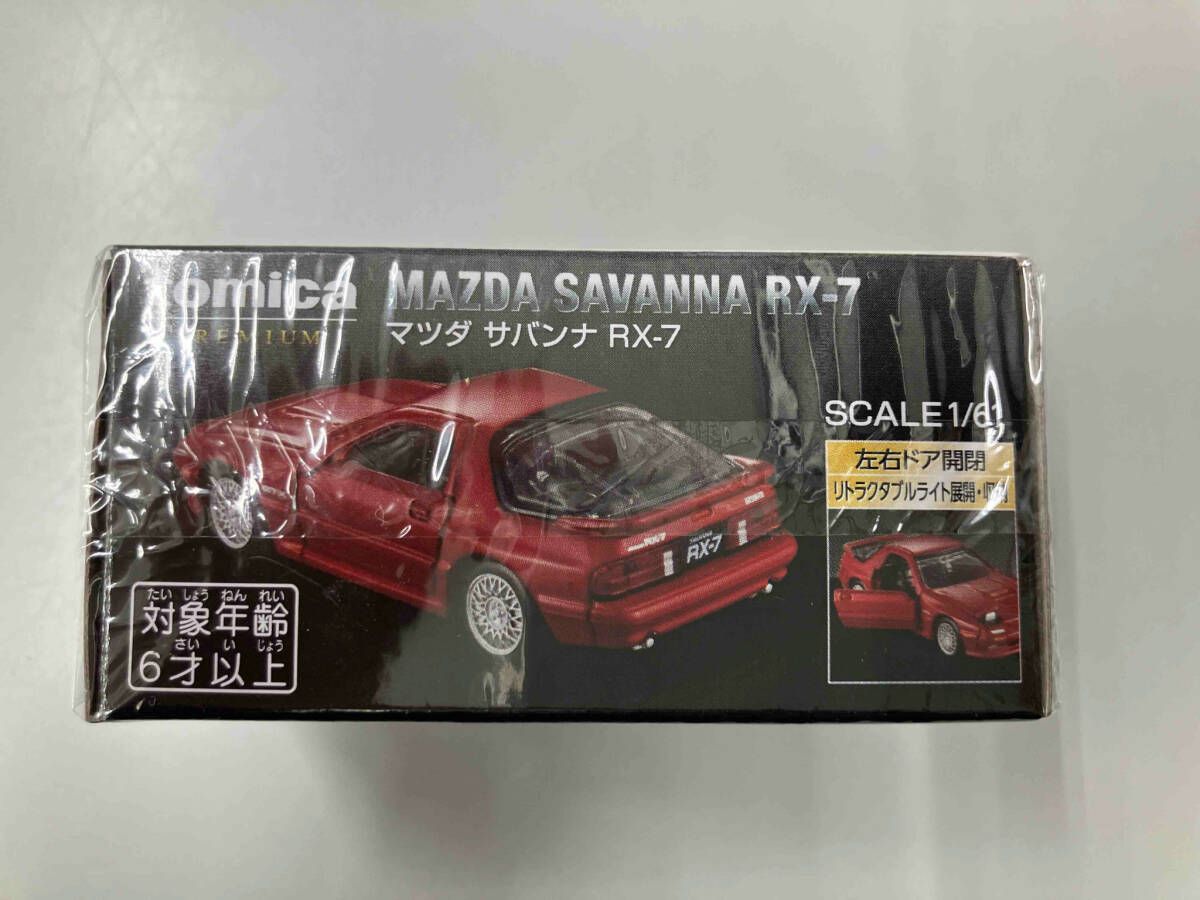 tomica
PREMIUM
MAZDA SAVANNA RX-7
マツダ サバンナ RX-7
SCALE 1/61
左右ドア開閉
リトラクタブルライト展開・収納
SAVANNA
RX-7
たい しょう ねん れい
対象年齢
さい い じょう
6才以上